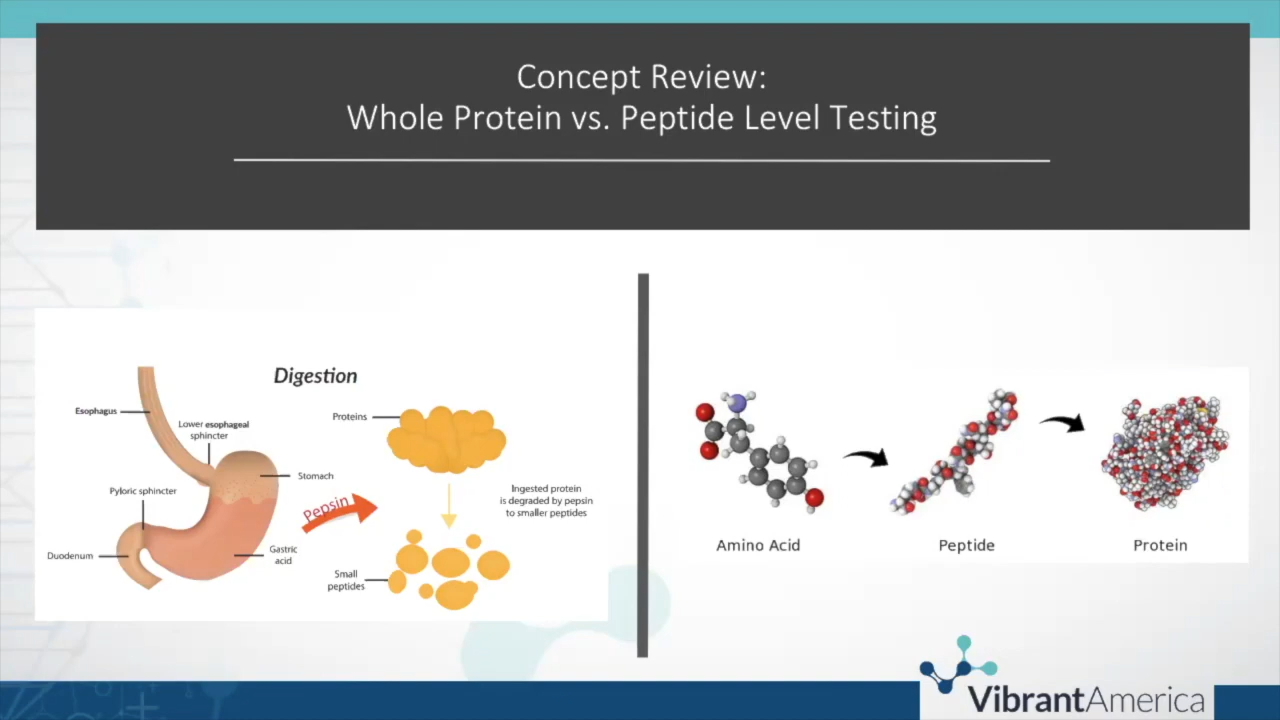 Concept Review:
Whole Protein vs. Peptide Level Testing
Digestion
Esophagus
Lower esophageal
sphincter
Stomach
Pyloric sphincter
Duodenum
Gastric
acid
Pepsin
Proteins
Ingested protein
is degraded by pepsin
to smaller peptides
Small
peptides
Amino Acid
Peptide
Protein
VibrantAmerica